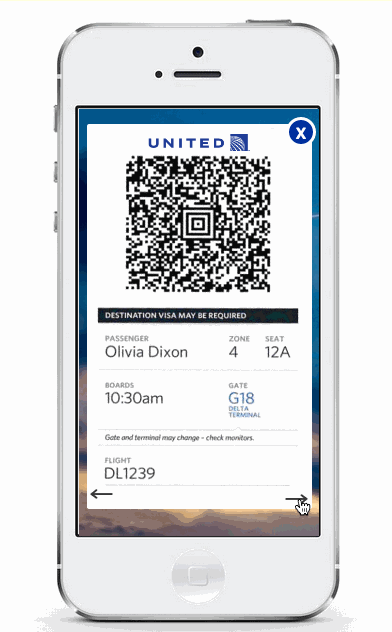 X
UNITED
DESTINATION VISA MAY BE REQUIRED
PASSENGER ZONE SEAT
Olivia Dixon 4 12A
BOARDS GATE
10:30am G18
DELTA
TERMINAL
Gate and terminal may change – check monitors.
FLIGHT
DL1239